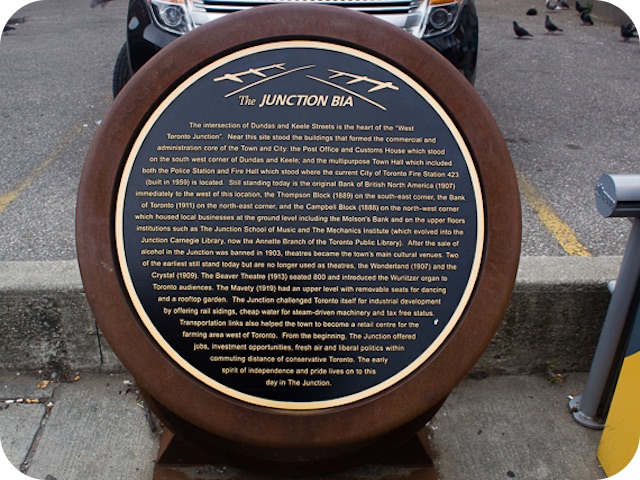 The JUNCTION BIA
The intersection of Dundas and Keele Streets is the heart of the "West
Toronto Junction". Near this site stood the buildings that formed the commercial and
administration core of the Town and City: the Post Office and Customs House which stood
on the south west corner of Dundas and Keele; and the multipurpose Town Hall which included
both the Police Station and Fire Hall which stood where the current City of Toronto Fire Station 423
(built in 1959) is located. Still standing today is the original Bank of British North America (1907)
immediately to the west of this location, the Thompson Block (1889) on the south-east corner, the Bank
of Toronto (1911) on the north-east corner, and the Campbell Block (1888) on the north-west corner
which housed local businesses at the ground level including the Molson's Bank and on the upper floors
institutions such as The Junction School of Music and The Mechanics Institute (which evolved into the
Junction Carnegie Library, now the Annette Branch of the Toronto Public Library). After the sale of
alcohol in the Junction was banned in 1903, theatres became the town's main cultural venues. Two
of the earliest still stand today but are no longer used as theatres, the Wonderland (1907) and the
Crystal (1909). The Beaver Theatre (1913) seated 800 and introduced the Wurlitzer organ to
Toronto audiences. The Mavety (1919) had an upper level with removable seats for dancing
and a rooftop garden. The Junction challenged Toronto itself for industrial development
by offering rail sidings, cheap water for steam-driven machinery and tax free status.
Transportation links also helped the town to become a retail centre for the
farming area west of Toronto. From the beginning, The Junction offered
jobs, investment opportunities, fresh air and liberal politics within
commuting distance of conservative Toronto. The early
spirit of independence and pride lives on to this
day in The Junction.